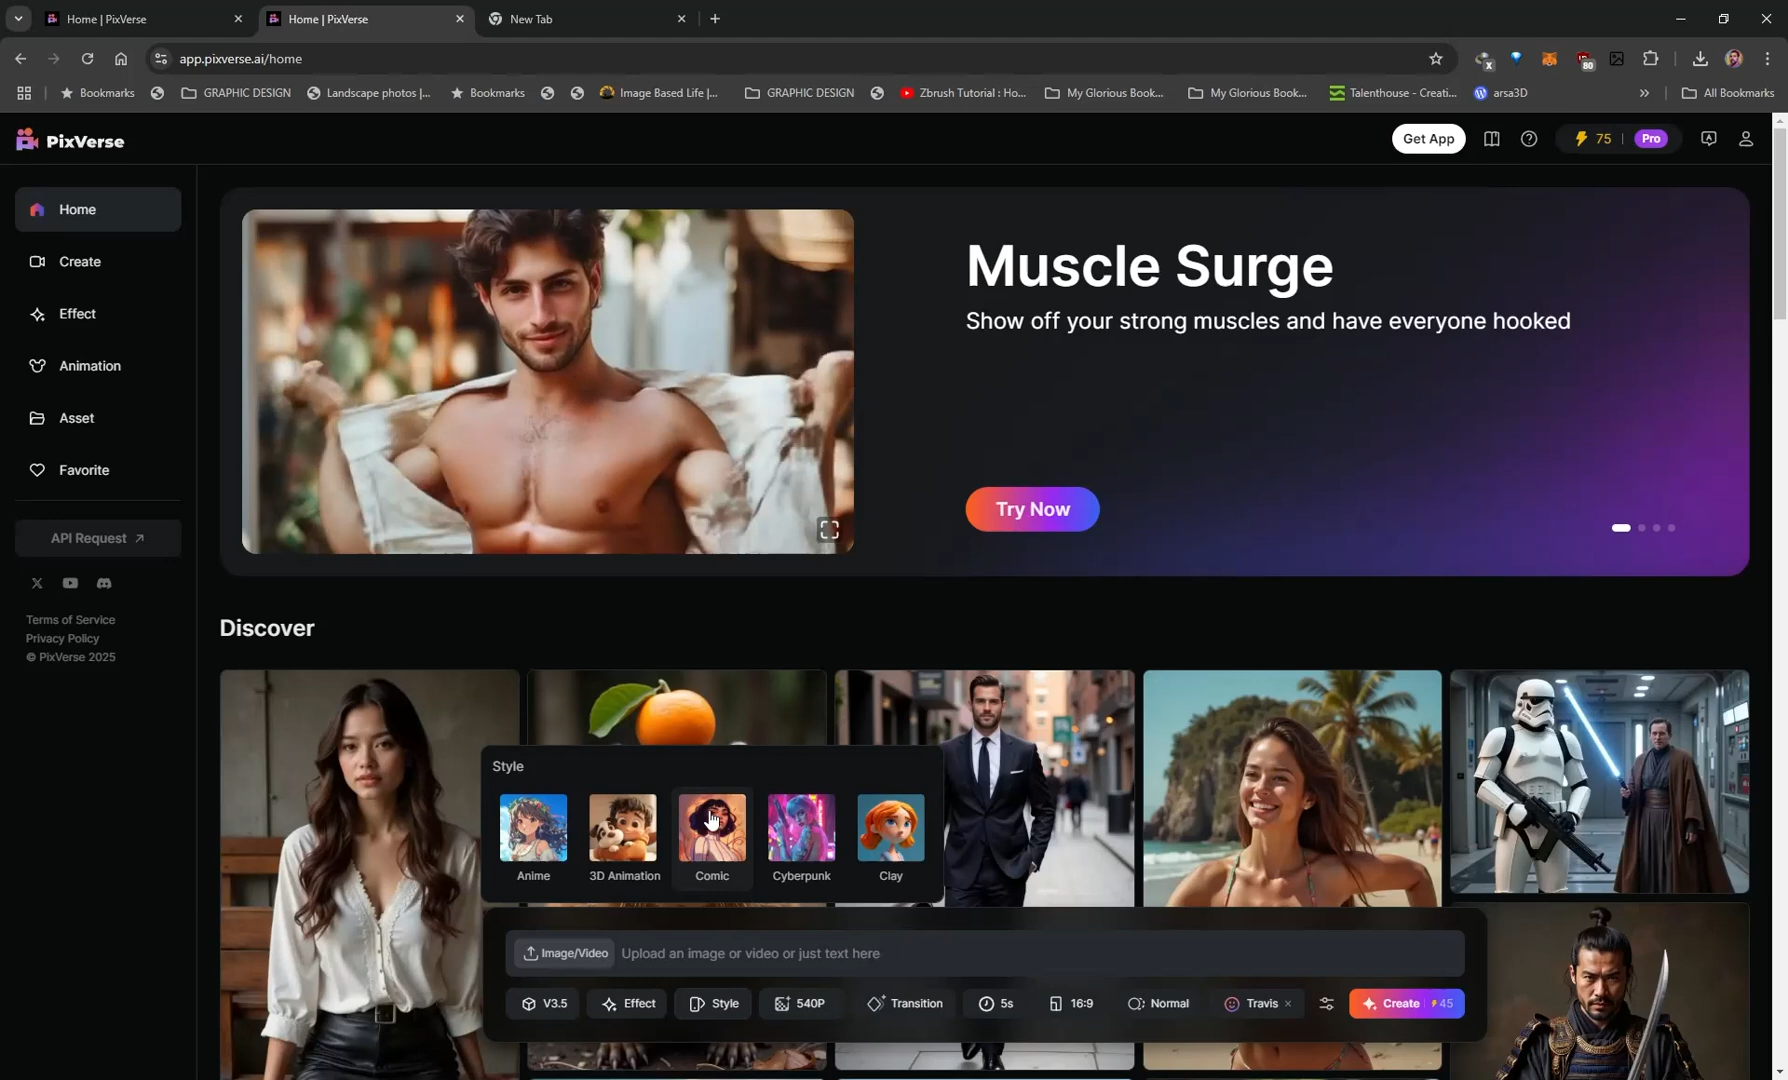 Home | PixVerse
Home | PixVerse
New Tab
app.pixverse.ai/home
X
80
Bookmarks
GRAPHIC DESIGN
Landscape photos |...
Bookmarks
Image Based Life |...
GRAPHIC DESIGN
Zbrush Tutorial : Ho...
My Glorious Book...
My Glorious Book...
Talenthouse - Creati...
arsa3D
All Bookmarks
PixVerse
Get App
75
Pro
Home
Create
Effect
Animation
Asset
Favorite
API Request
Terms of Service
Privacy Policy
© PixVerse 2025
Muscle Surge
Show off your strong muscles and have everyone hooked
Try Now
Discover
Style
Anime
3D Animation
Comic
Cyberpunk
Clay
Image/Video
Upload an image or video or just text here
V3.5
Effect
Style
540P
Transition
5s
16:9
Normal
Travis
Create
45